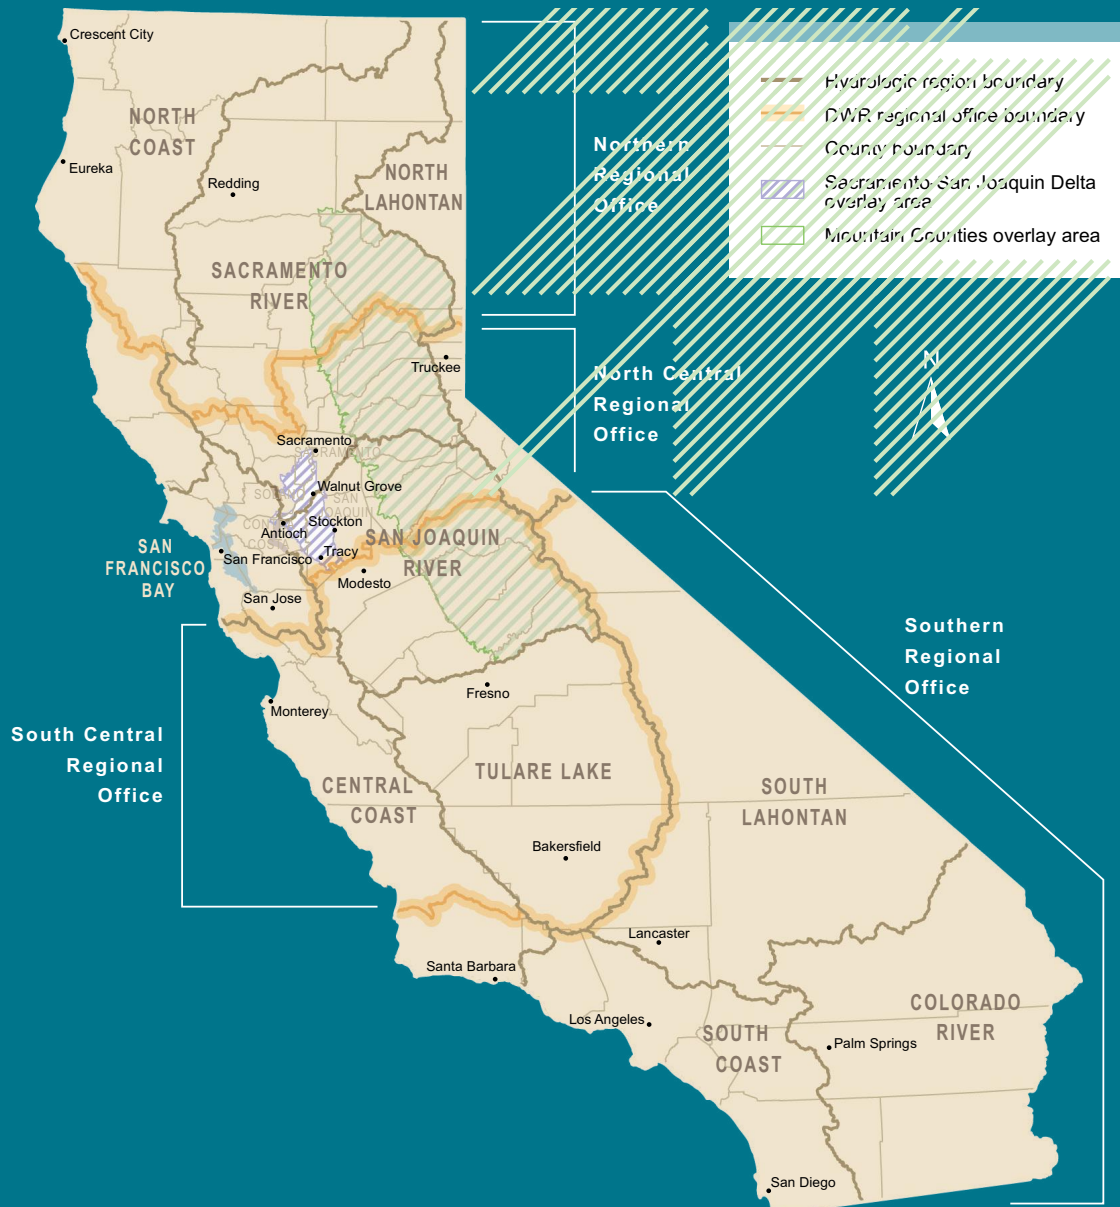 Crescent City
NORTH
COAST
Eureka
Redding
NORTH
LAHONTAN
SACRAMENTO
RIVER
Northern
Regional
Office
Hydrologic region boundary
DWR regional office boundary
County boundary
Sacramento-San Joaquin Delta
overlay area
Mountain Counties overlay area
N
Truckee
North Central
Regional
Office
Sacramento
SACRAMENTO
Walnut Grove
SAN
JOAQUIN
Stockton
Antioch
SAN JOAQUIN
RIVER
Tracy
San Francisco
SAN
FRANCISCO
BAY
Modesto
San Jose
Southern
Regional
Office
Fresno
Monterey
South Central
Regional
Office
CENTRAL
COAST
TULARE LAKE
SOUTH
LAHONTAN
Bakersfield
Lancaster
Santa Barbara
Los Angeles
SOUTH
COAST
COLORADO
RIVER
Palm Springs
San Diego